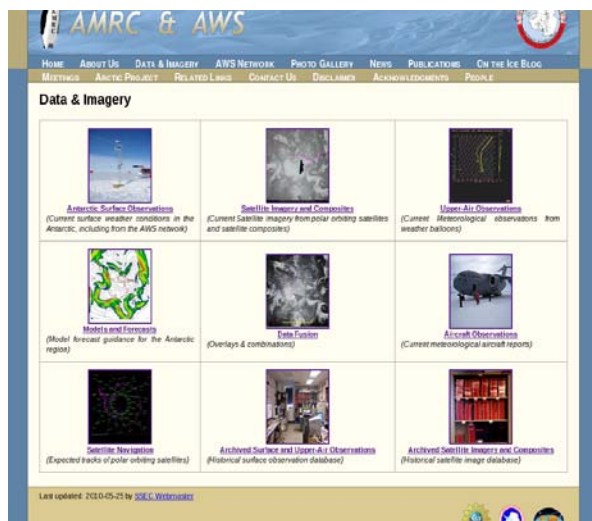 AMRC & AWS
Home About Us Data & Imagery AWS Network Photo Gallery News Publications On the Ice Blog
Meetings Arctic Project Related Links Contact Us Disclaimer Acknowledgments People
Data & Imagery
Antarctic Surface Observations
(Current surface weather conditions in the
Antarctic, including from the AWS network)
Satellite Imagery and Composites
(Current Satellite imagery from polar orbiting satellites
and satellite composites)
Upper-Air Observations
(Current Meteorological observations from
weather balloons)
Models and Forecasts
(Model forecast guidance for the Antarctic
region)
Data Fusion
(Overlays & combinations)
Aircraft Observations
(Current meteorological aircraft reports)
Satellite Navigation
(Expected tracks of polar orbiting satellites)
Archived Surface and Upper-Air Observations
(Historical surface observation database)
Archived Satellite Imagery and Composites
(Historical satellite image database)
Last updated: 2010-05-25 by SSEC Webmaster